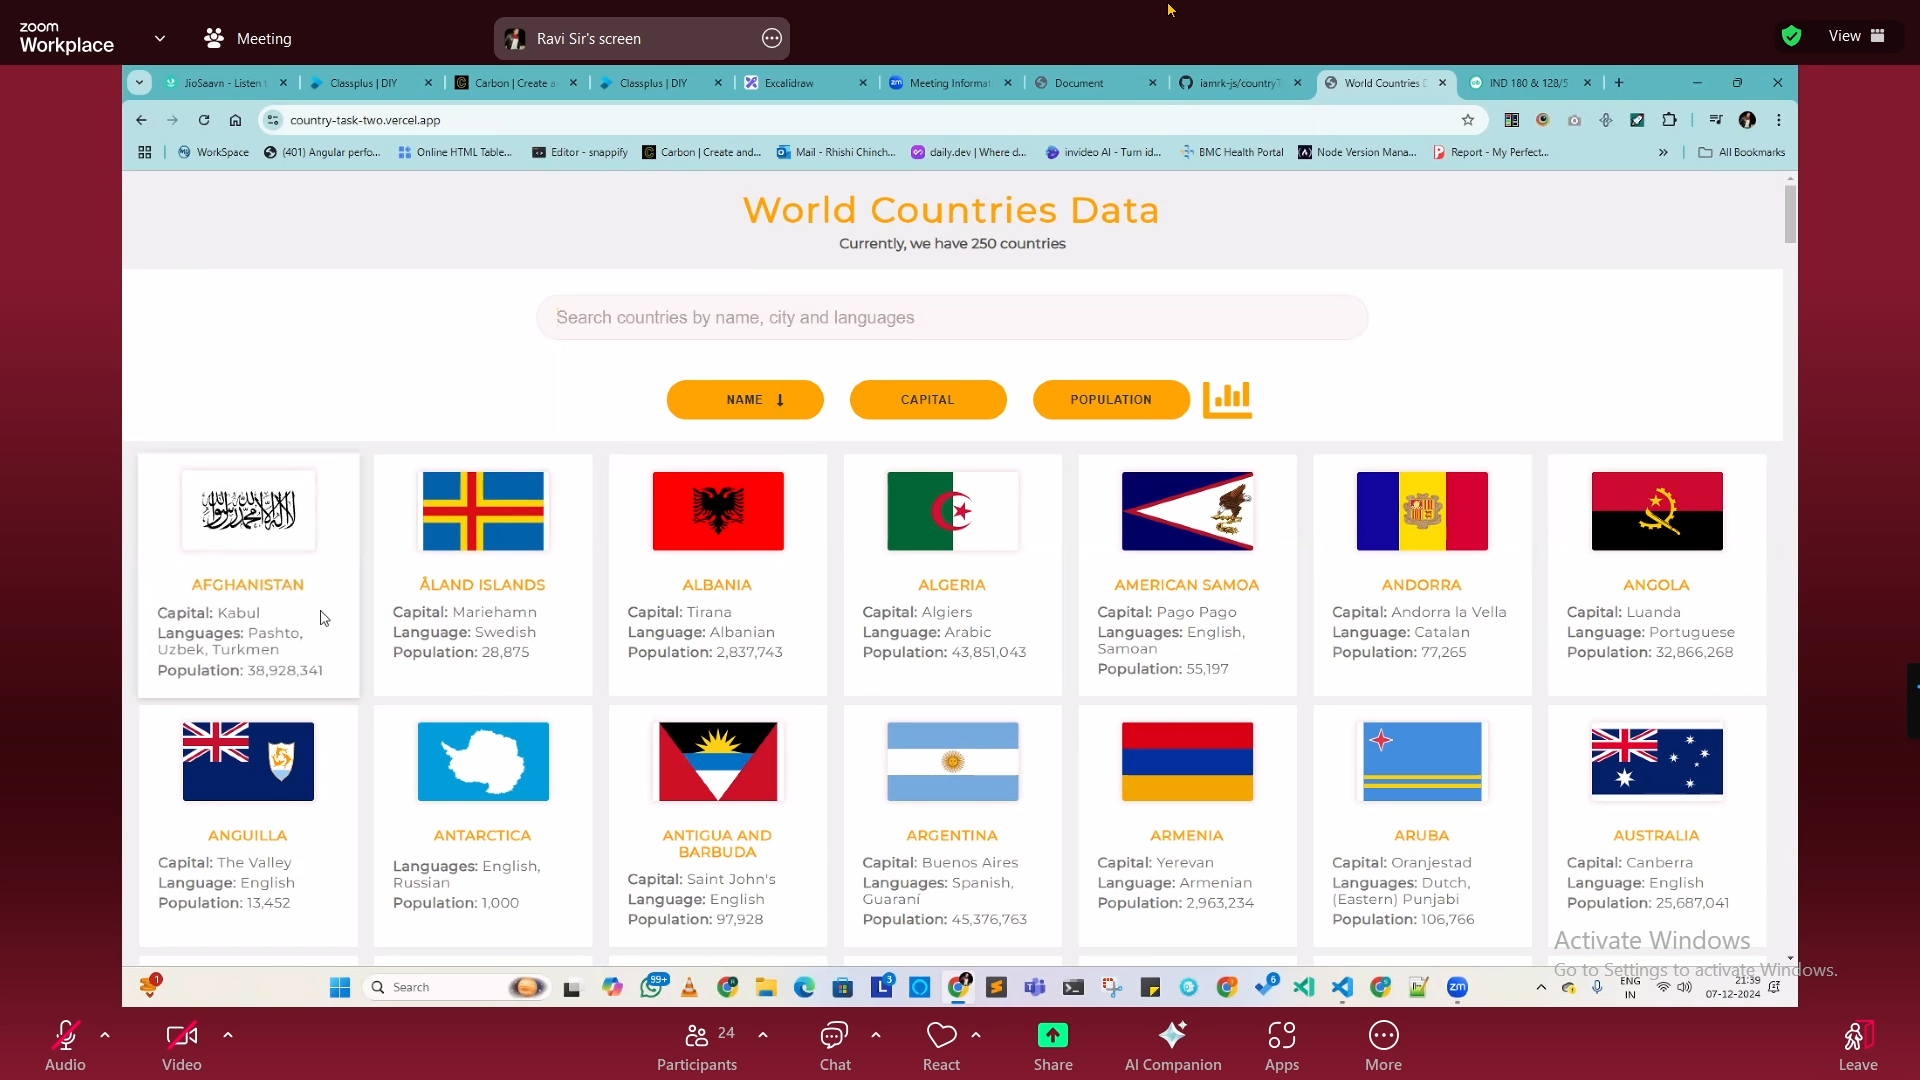 zoom
Workplace
Meeting
Ravi Sir's screen
View
JioSaavn - Listen t
Classplus | DIY
Carbon | Create a
Classplus | DIY
Excalidraw
Meeting Informat
Document
iamrk-js/countryT
World Countries D
IND 180 & 128/5
country-task-two.vercel.app
WorkSpace
(401) Angular perfo...
Online HTML Table...
Editor - snappify
Carbon | Create and...
Mail - Rhishi Chinch...
daily.dev | Where d...
invideo AI - Turn id...
BMC Health Portal
Node Version Mana...
Report - My Perfect...
All Bookmarks
World Countries Data
Currently, we have 250 countries
Search countries by name, city and languages
NAME ↓
CAPITAL
POPULATION
AFGHANISTAN
Capital: Kabul
Languages: Pashto,
Uzbek, Turkmen
Population: 38,928,341
ÅLAND ISLANDS
Capital: Mariehamn
Language: Swedish
Population: 28,875
ALBANIA
Capital: Tirana
Language: Albanian
Population: 2,837,743
ALGERIA
Capital: Algiers
Language: Arabic
Population: 43,851,043
AMERICAN SAMOA
Capital: Pago Pago
Languages: English,
Samoan
Population: 55,197
ANDORRA
Capital: Andorra la Vella
Language: Catalan
Population: 77,265
ANGOLA
Capital: Luanda
Language: Portuguese
Population: 32,866,268
ANGUILLA
Capital: The Valley
Language: English
Population: 13,452
ANTARCTICA
Languages: English,
Russian
Population: 1,000
ANTIGUA AND
BARBUDA
Capital: Saint John's
Language: English
Population: 97,928
ARGENTINA
Capital: Buenos Aires
Languages: Spanish,
Guaraní
Population: 45,376,763
ARMENIA
Capital: Yerevan
Language: Armenian
Population: 2,963,234
ARUBA
Capital: Oranjestad
Languages: Dutch,
(Eastern) Punjabi
Population: 106,766
AUSTRALIA
Capital: Canberra
Language: English
Population: 25,687,041
Activate Windows
Go to Settings to activate Windows.
1
Search
99+
3
6
zm
ENG
IN
21:39
07-12-2024
Audio
Video
24
Participants
Chat
React
Share
AI Companion
Apps
More
Leave